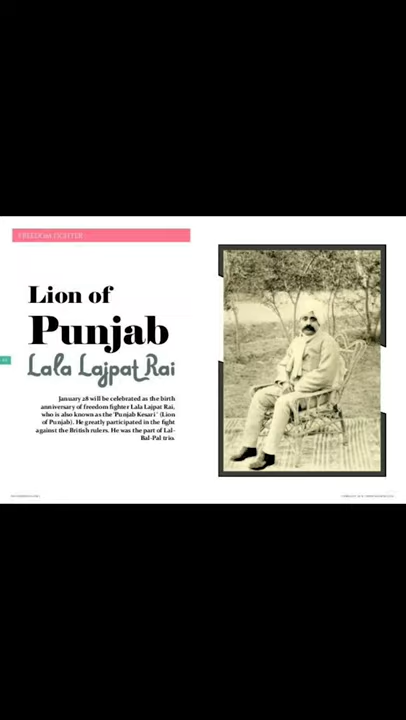 FREEDOM FIGHTER
Lion of
Punjab
Lala Lajpat Rai
January 28 will be celebrated as the birth
anniversary of freedom fighter Lala Lajpat Rai,
who is also known as the 'Punjab Kesari' (Lion
of Punjab). He greatly participated in the fight
against the British rulers. He was the part of Lal-
Bal-Pal trio.